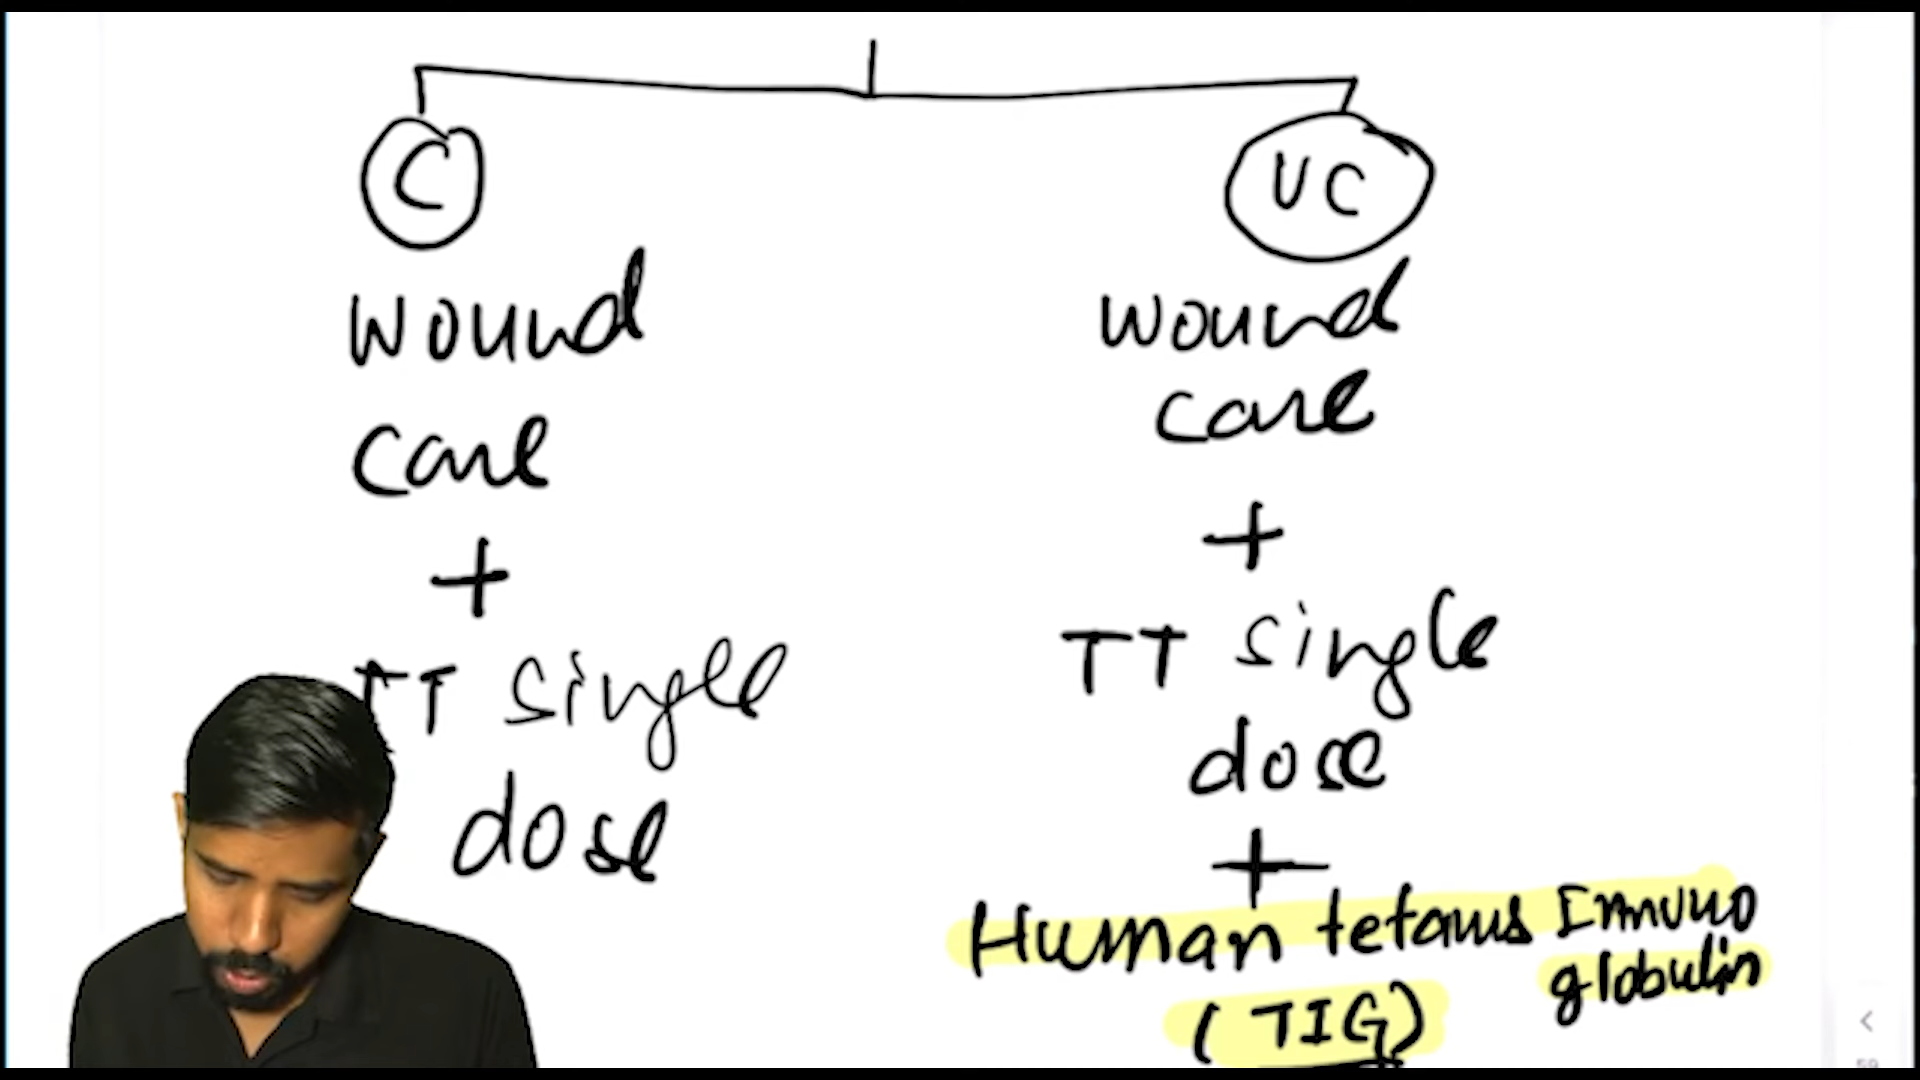 C
wound
care
+
TT single
dose
UC
wound
care
+
TT single
dose
+
Human tetanus Immuno
globulin
(TIG)